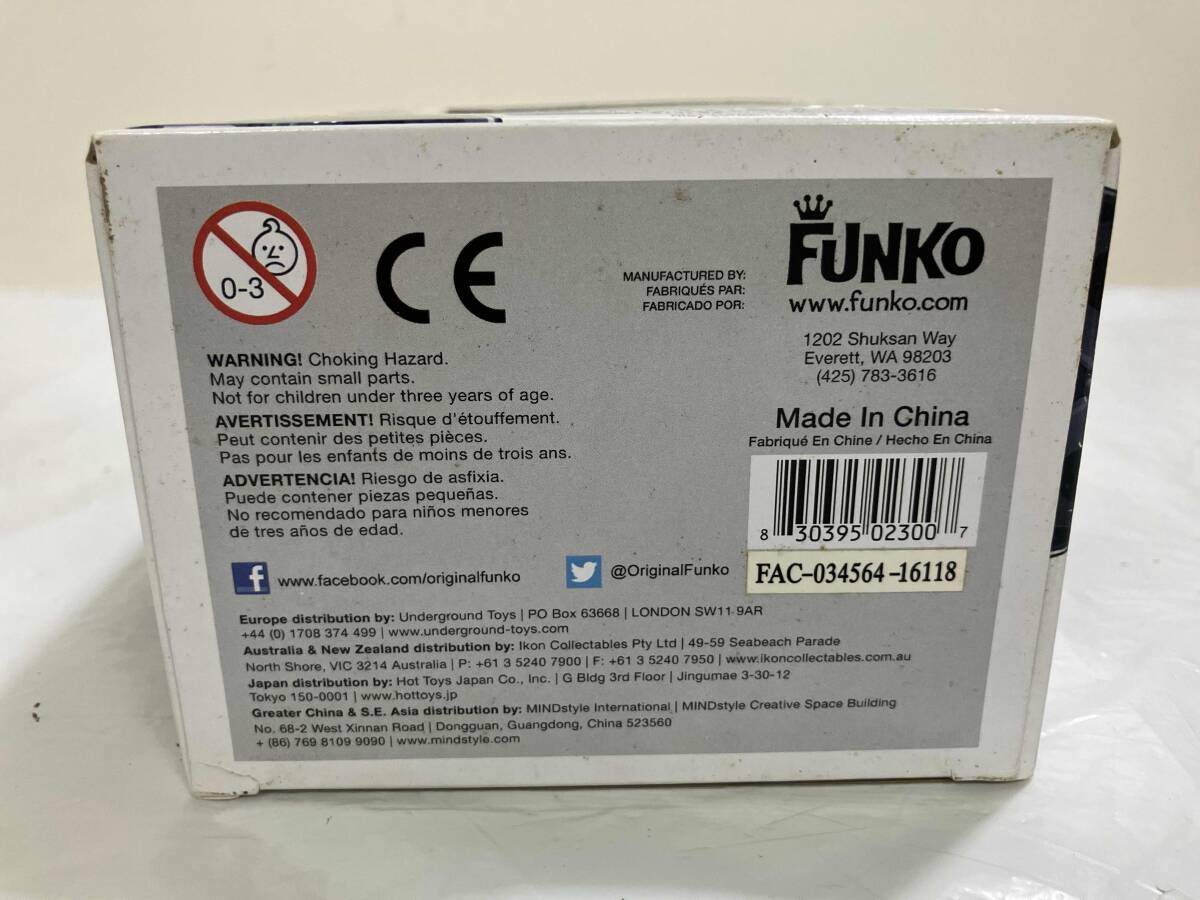 0-3
CE
WARNING! Choking Hazard.
May contain small parts.
Not for children under three years of age.
AVERTISSEMENT! Risque d'étouffement.
Peut contenir des petites pièces.
Pas pour les enfants de moins de trois ans.
ADVERTENCIA! Riesgo de asfixia.
Puede contener piezas pequeñas.
No recomendado para niños menores
de tres años de edad.
MANUFACTURED BY:
FABRIQUÉS PAR:
FABRICADO POR:
FUNKO
www.funko.com
1202 Shuksan Way
Everett, WA 98203
(425) 783-3616
Made In China
Fabriqué En Chine / Hecho En China
8 30395 02300 7
FAC-034564-16118
f www.facebook.com/originalfunko
@OriginalFunko
Europe distribution by: Underground Toys | PO Box 63668 | LONDON SW11 9AR
+44 (0) 1708 374 499 | www.underground-toys.com
Australia & New Zealand distribution by: Ikon Collectables Pty Ltd | 49-59 Seabeach Parade
North Shore, VIC 3214 Australia | P: +61 3 5240 7900 | F: +61 3 5240 7950 | www.ikoncollectables.com.au
Japan distribution by: Hot Toys Japan Co., Inc. | G Bldg 3rd Floor | Jingumae 3-30-12
Tokyo 150-0001 | www.hottoys.jp
Greater China & S.E. Asia distribution by: MINDstyle International | MINDstyle Creative Space Building
No. 68-2 West Xinnan Road | Dongguan, Guangdong, China 523560
+ (86) 769 8109 9090 | www.mindstyle.com